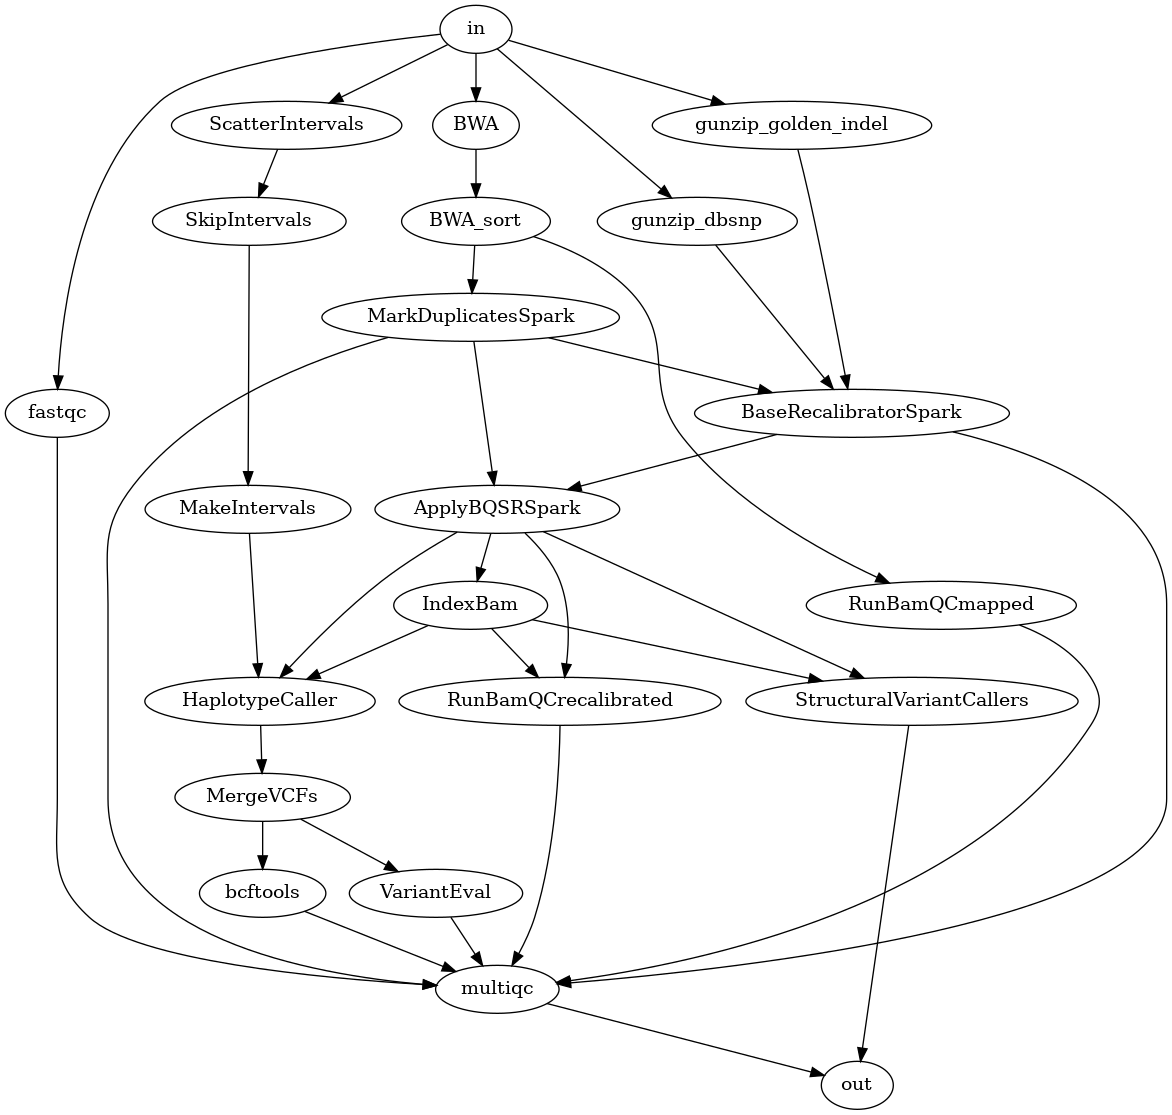 in
ScatterIntervals
BWA
gunzip_golden_indel
SkipIntervals
BWA_sort
gunzip_dbsnp
MarkDuplicatesSpark
fastqc
BaseRecalibratorSpark
MakeIntervals
ApplyBQSRSpark
IndexBam
RunBamQCmapped
HaplotypeCaller
RunBamQCrecalibrated
StructuralVariantCallers
MergeVCFs
bcftools
VariantEval
multiqc
out